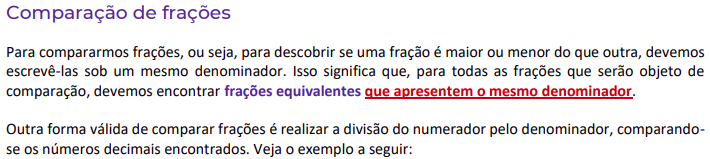 Comparação de frações
Para compararmos frações, ou seja, para descobrir se uma fração é maior ou menor do que outra, devemos
escrevê-las sob um mesmo denominador. Isso significa que, para todas as frações que serão objeto de
comparação, devemos encontrar frações equivalentes que apresentem o mesmo denominador.
Outra forma válida de comparar frações é realizar a divisão do numerador pelo denominador, comparando-
se os números decimais encontrados. Veja o exemplo a seguir: